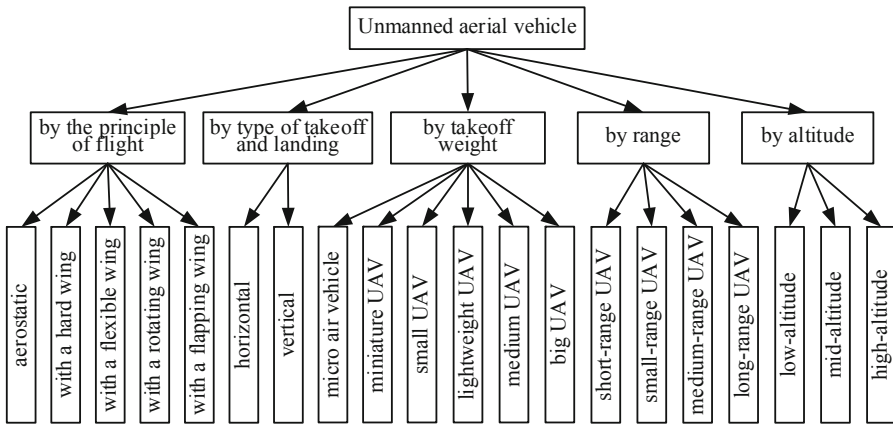 Unmanned aerial vehicle
by the principle
of flight
by type of takeoff
and landing
by takeoff
weight
by range
by altitude
aerostatic
with a hard wing
with a flexible wing
with a rotating wing
with a flapping wing
horizontal
vertical
micro air vehicle
miniature UAV
small UAV
lightweight UAV
medium UAV
big UAV
short-range UAV
small-range UAV
medium-range UAV
long-range UAV
low-altitude
mid-altitude
high-altitude